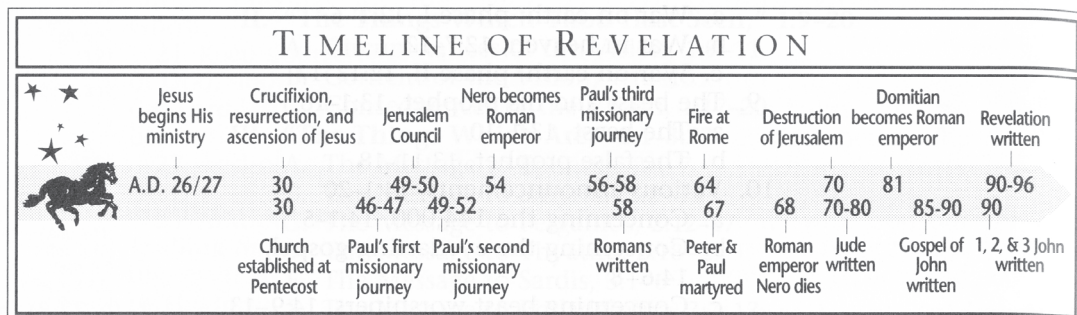 TIMELINE OF REVELATION
Jesus
begins His
ministry
Crucifixion,
resurrection, and
ascension of Jesus
Jerusalem
Council
Nero becomes
Roman
emperor
Paul's third
missionary
journey
Fire at
Rome
Destruction
of Jerusalem
Domitian
becomes Roman
emperor
Revelation
written
A.D. 26/27 30 49-50 54 56-58 64 70 81 90-96
30 46-47 49-52 58 67 68 70-80 85-90 90
Church
established at
Pentecost
Paul's first
missionary
journey
Paul's second
missionary
journey
Romans
written
Peter &
Paul
martyred
Roman
emperor
Nero dies
Jude
written
Gospel of
John
written
1, 2, & 3 John
written